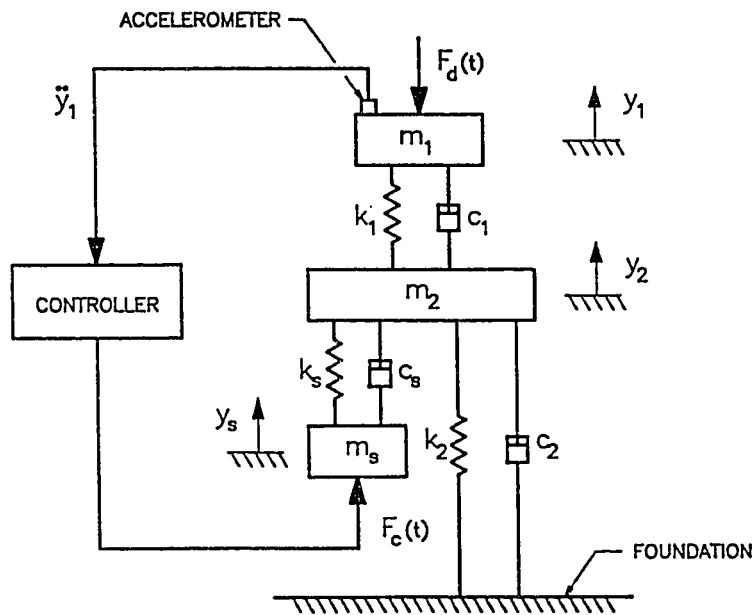 ACCELEROMETER
F_d(t)
ÿ_1
m_1
y_1
k_1
c_1
y_2
m_2
CONTROLLER
k_s
c_s
y_s
k_2
c_2
m_s
F_c(t)
FOUNDATION